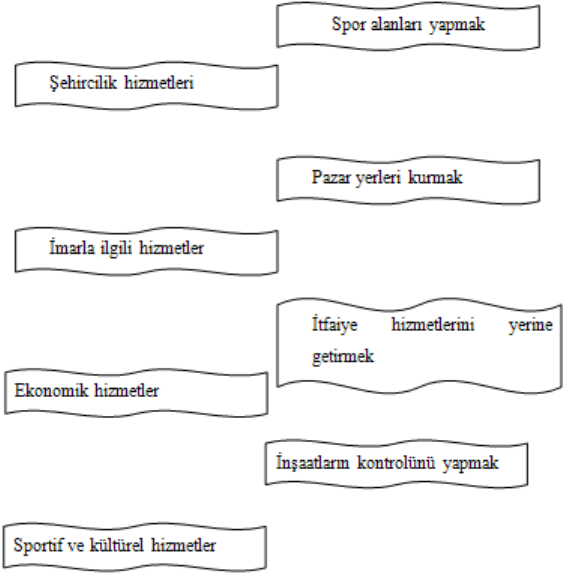 Spor alanları yapmak
Şehircilik hizmetleri
Pazar yerleri kurmak
İmarla ilgili hizmetler
İtfaiye hizmetlerini yerine
getirmek
Ekonomik hizmetler
İnşaatların kontrolünü yapmak
Sportif ve kültürel hizmetler